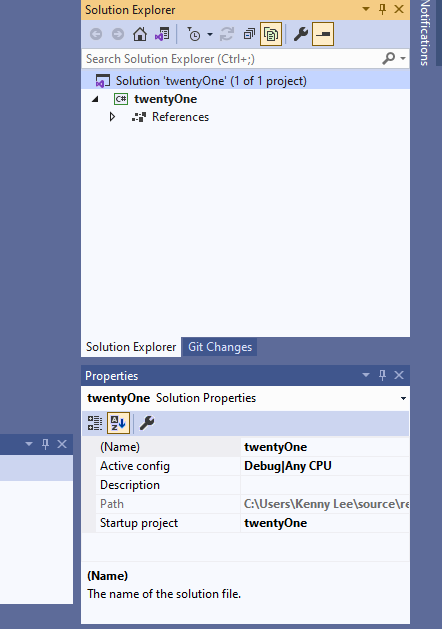 Solution Explorer
Notifications
Search Solution Explorer (Ctrl+;)
Solution 'twentyOne' (1 of 1 project)
C# twentyOne
References
Solution Explorer Git Changes
Properties
twentyOne Solution Properties
(Name) twentyOne
Active config Debug|Any CPU
Description
Path C:\Users\Kenny Lee\source\re
Startup project twentyOne
(Name)
The name of the solution file.